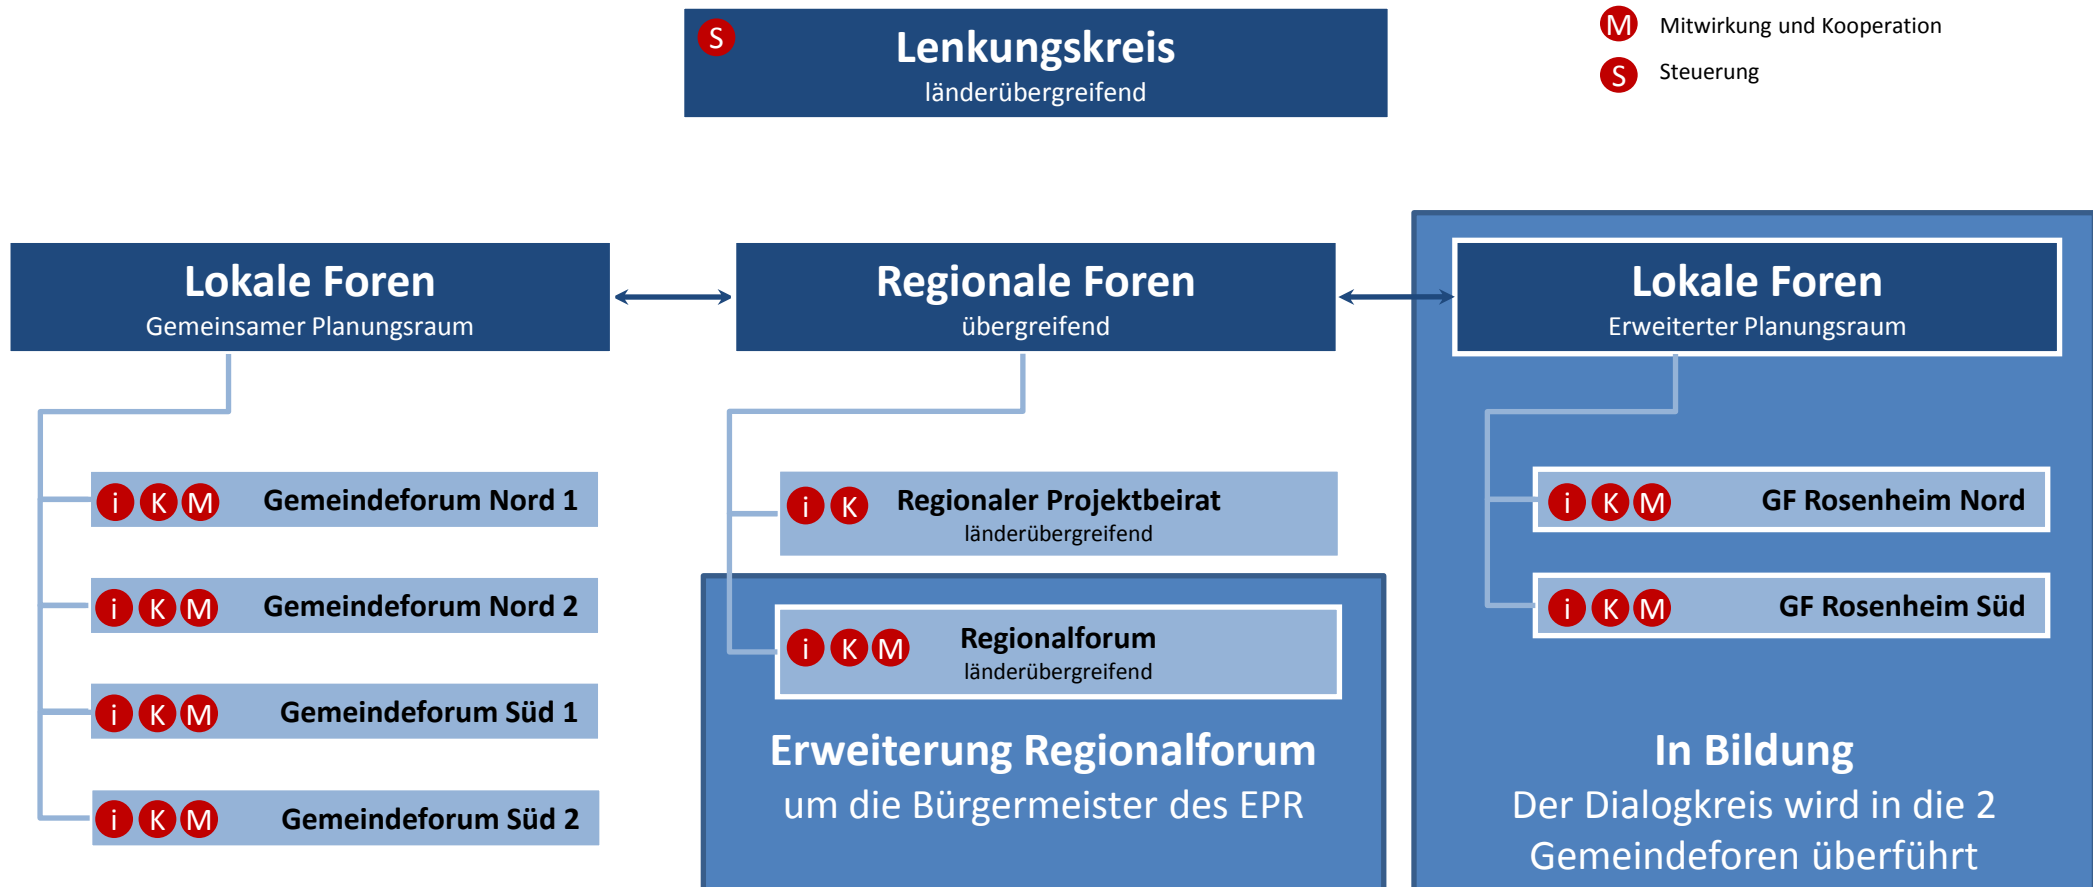 S
Lenkungskreis
länderübergreifend
M Mitwirkung und Kooperation
S Steuerung
Lokale Foren
Gemeinsamer Planungsraum
i K M Gemeindeforum Nord 1
i K M Gemeindeforum Nord 2
i K M Gemeindeforum Süd 1
i K M Gemeindeforum Süd 2
Regionale Foren
übergreifend
i K Regionaler Projektbeirat
länderübergreifend
i K M Regionalforum
länderübergreifend
Erweiterung Regionalforum
um die Bürgermeister des EPR
Lokale Foren
Erweiterter Planungsraum
i K M GF Rosenheim Nord
i K M GF Rosenheim Süd
In Bildung
Der Dialogkreis wird in die 2
Gemeindeforen überführt